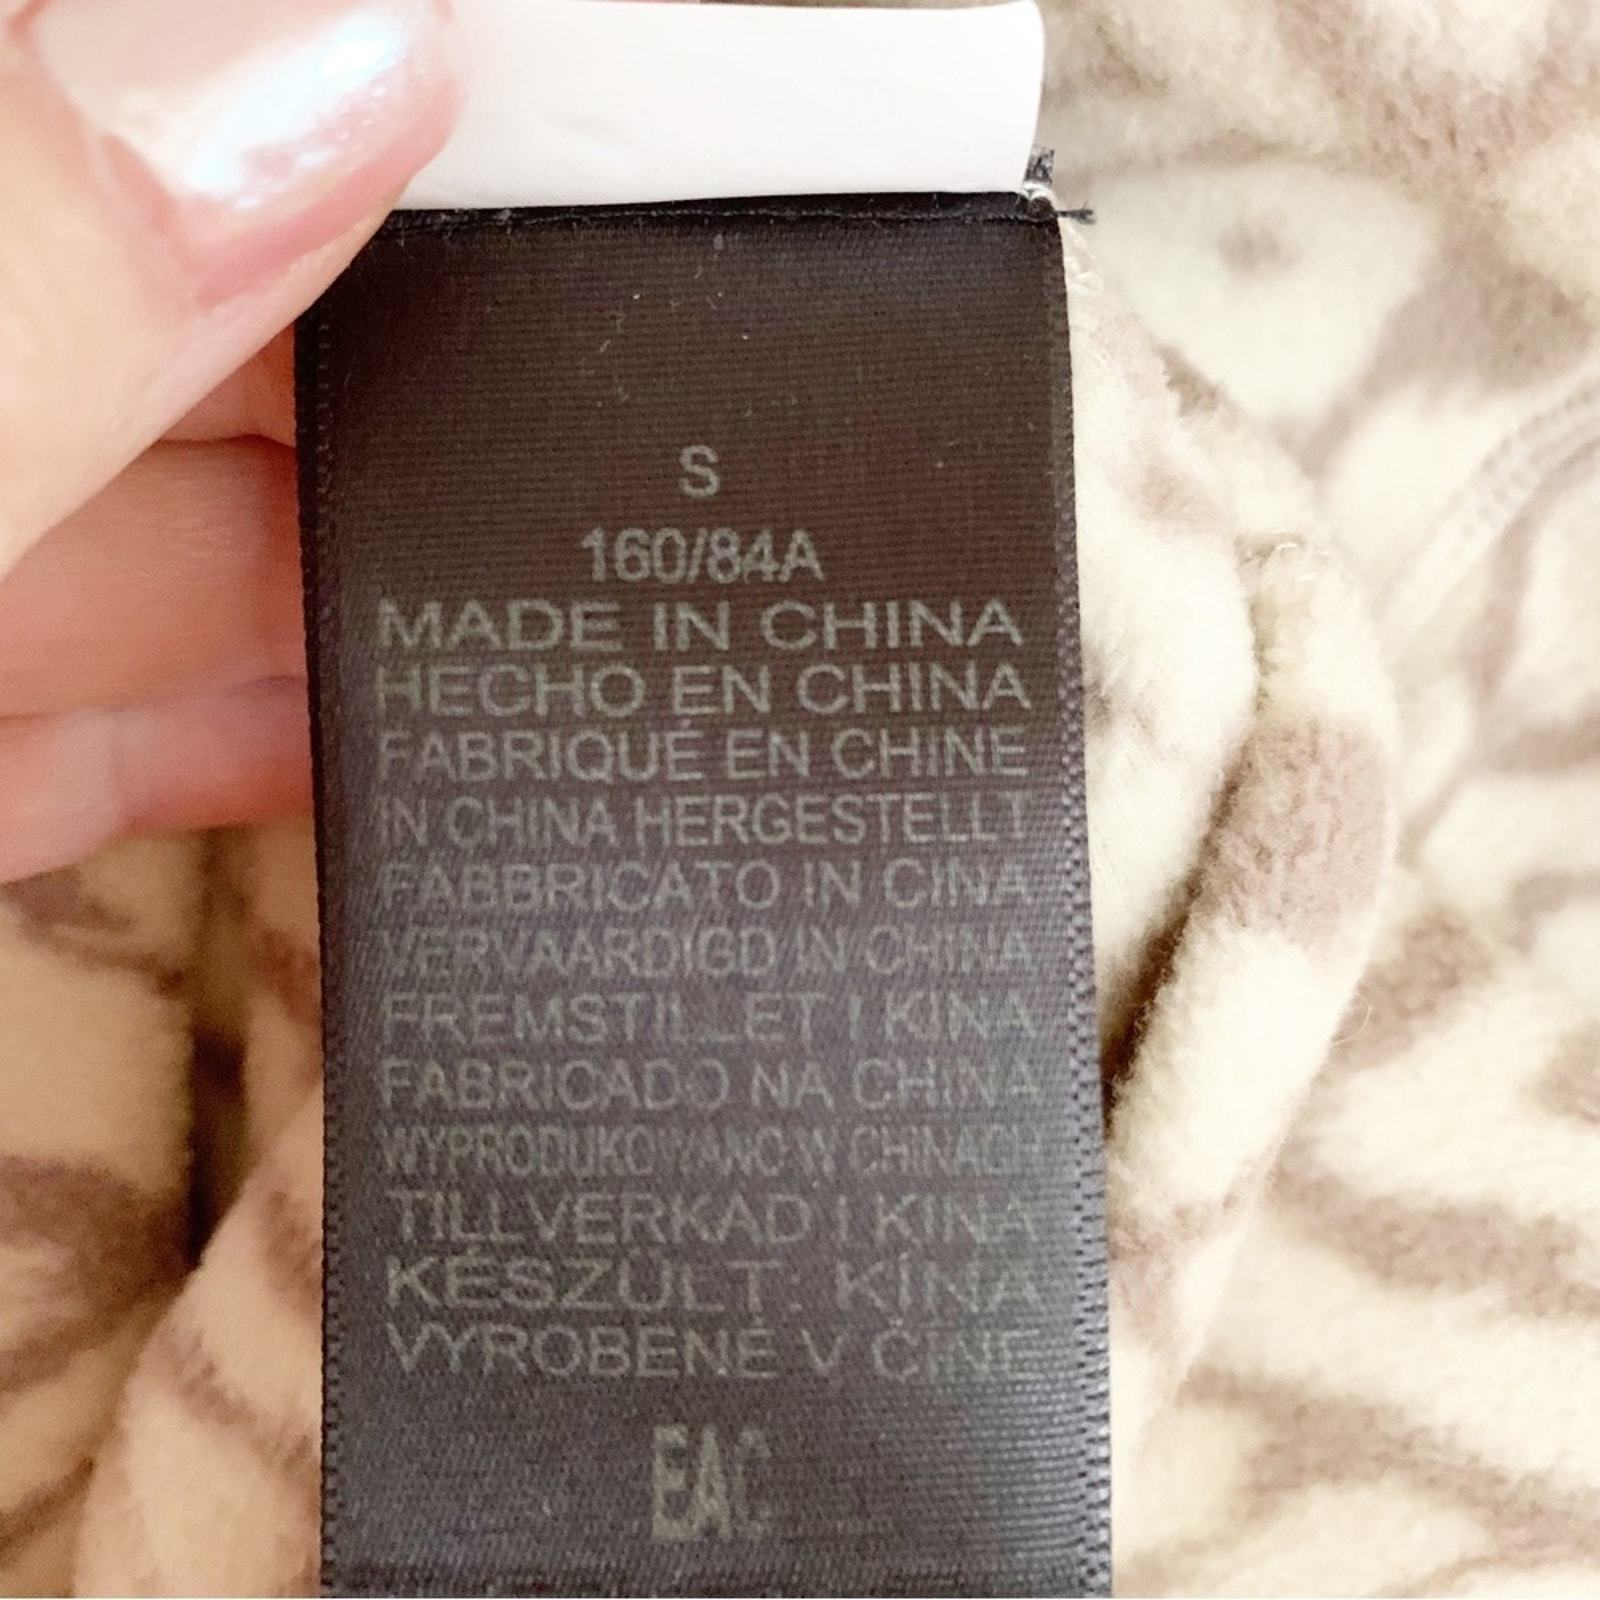 S
160/84A
MADE IN CHINA
HECHO EN CHINA
FABRIQUÉ EN CHINE
IN CHINA HERGESTELLT
FABBRICATO IN CINA
VERVAARDIGD IN CHINA
FREMSTILLET I KINA
FABRICADO NA CHINA
WYPRODUKOWANO W CHINACH
TILLVERKAD I KINA
KÉSZÜLT: KÍNA
VYROBENÉ V ČÍNE
EAC